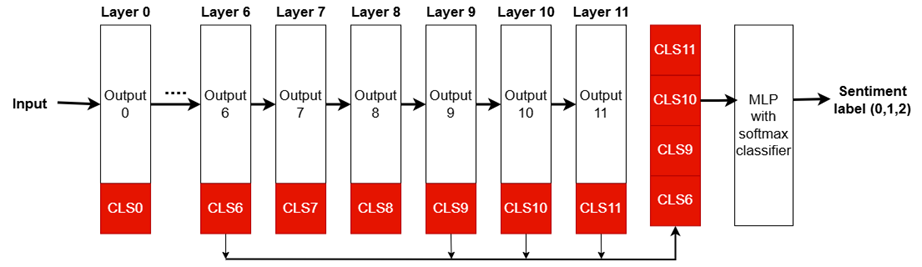 Layer 0
Layer 6
Layer 7
Layer 8
Layer 9
Layer 10
Layer 11
Input
Output
0
....
Output
6
Output
7
Output
8
Output
9
Output
10
Output
11
CLS0
CLS6
CLS7
CLS8
CLS9
CLS10
CLS11
CLS11
CLS10
CLS9
CLS6
MLP
with
softmax
classifier
Sentiment
label (0,1,2)